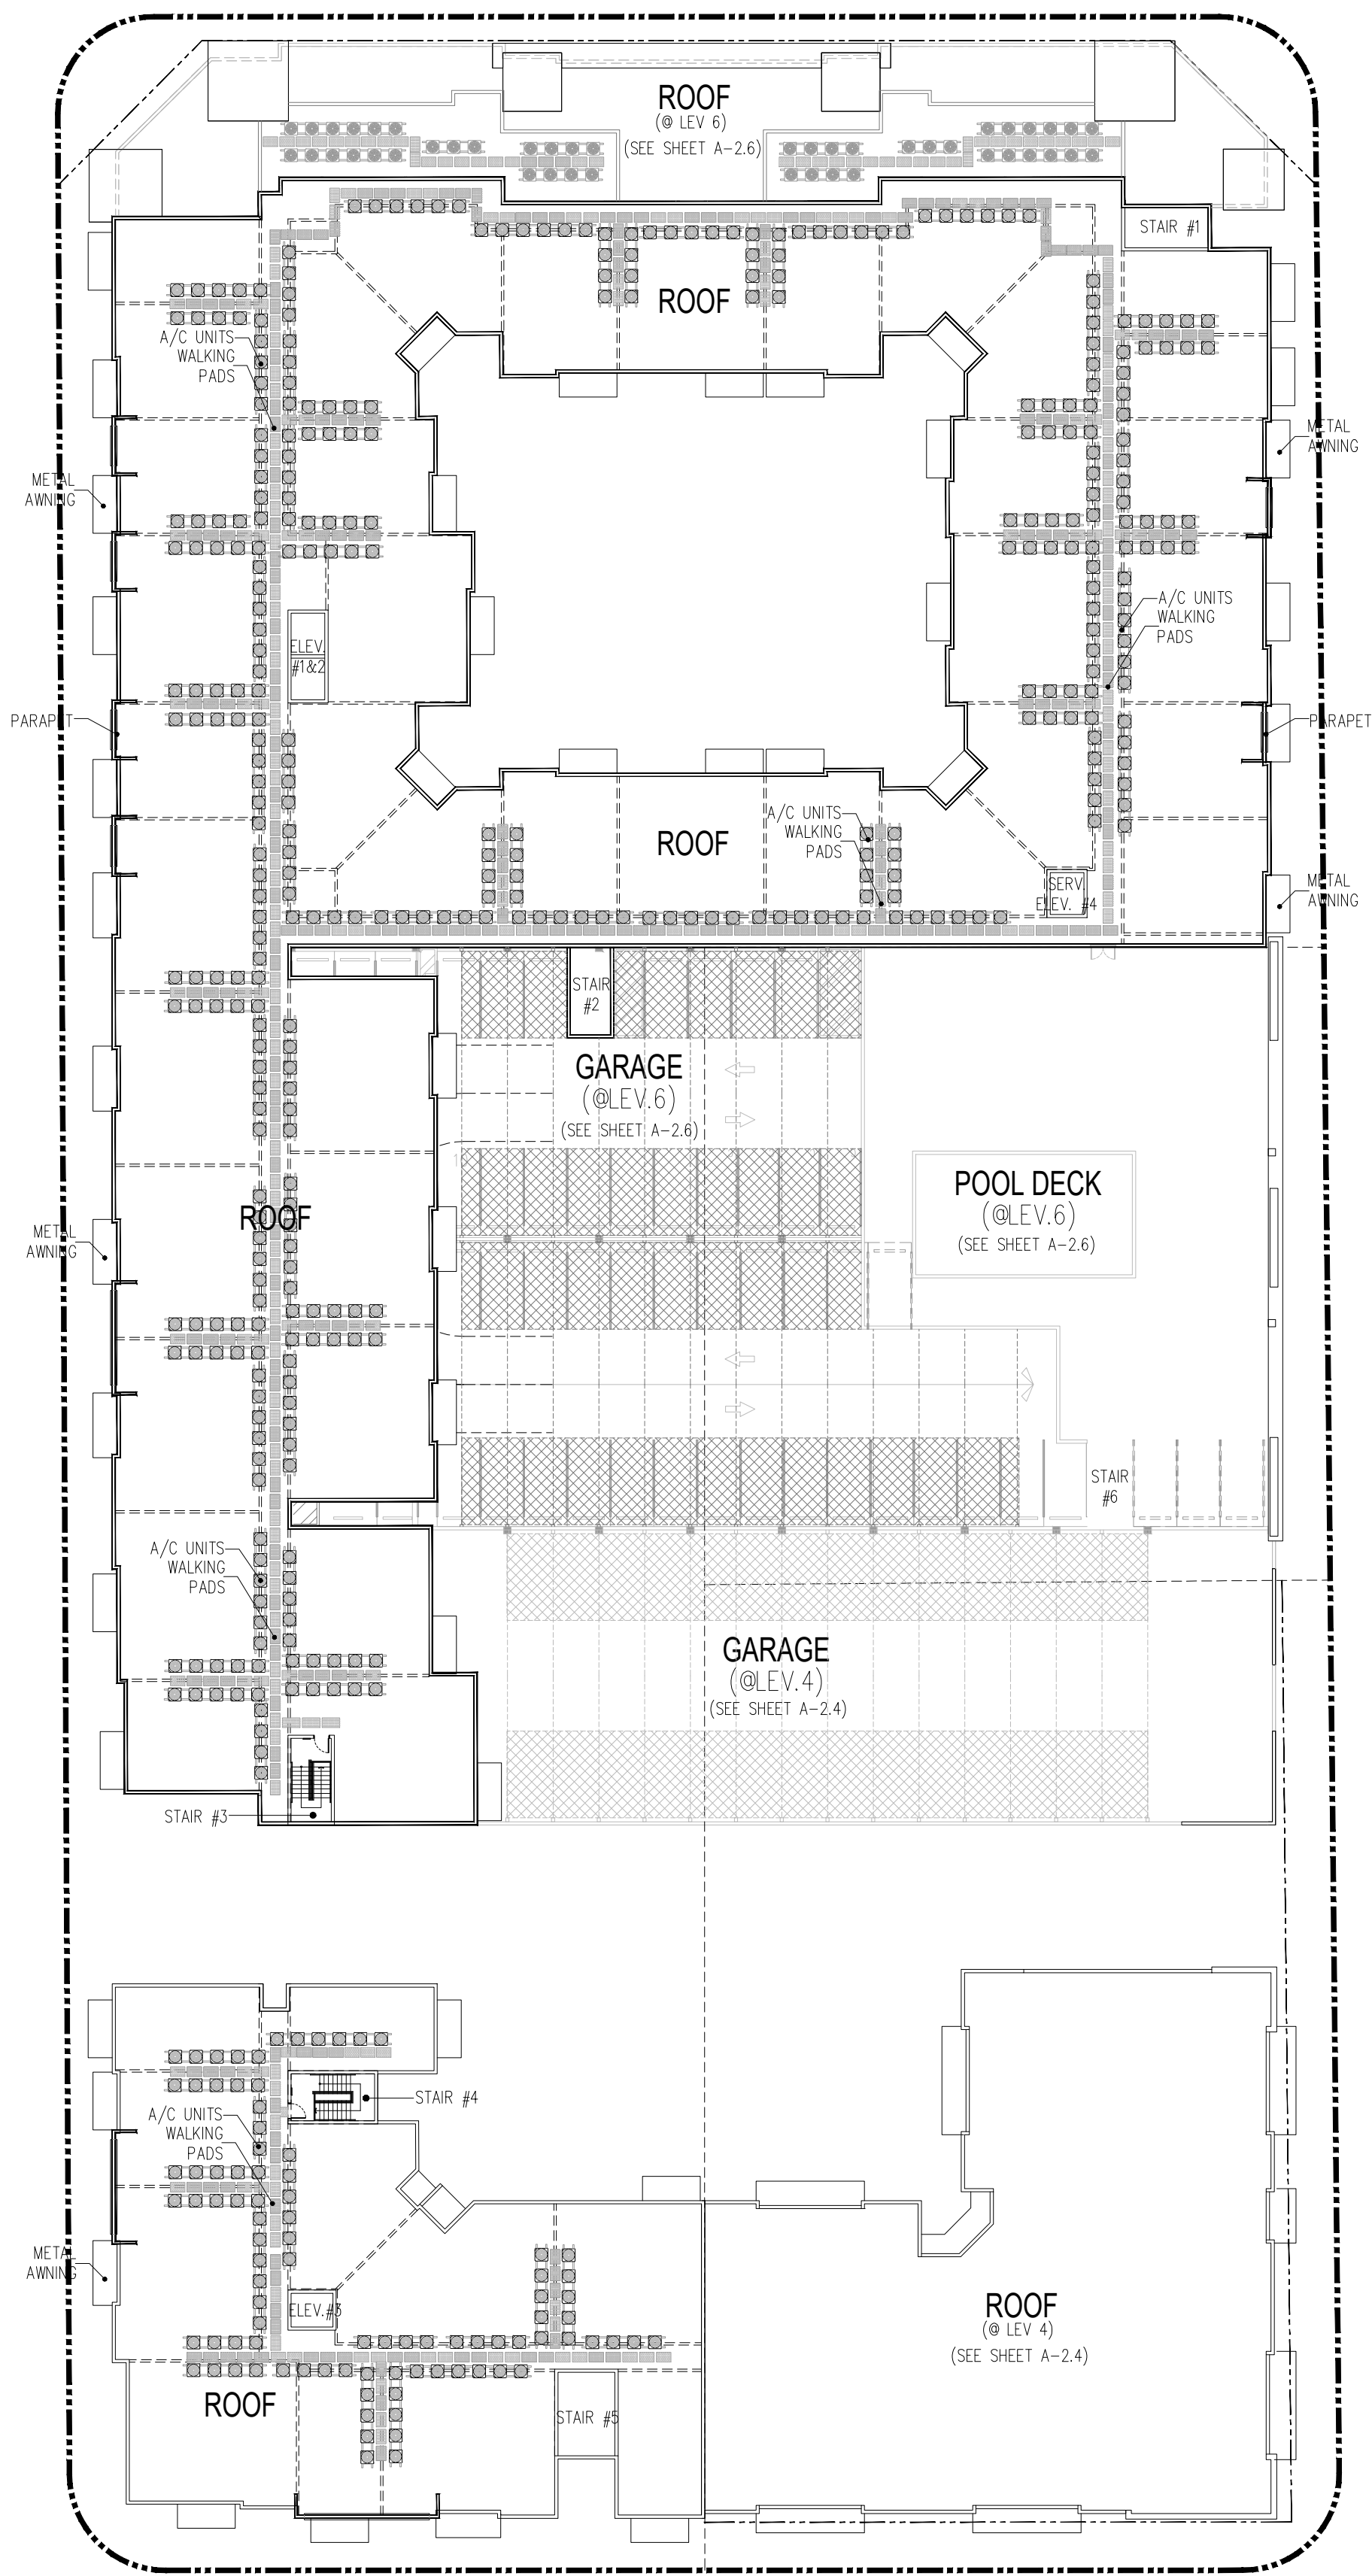 ROOF
(@ LEV 6)
(SEE SHEET A-2.6)
STAIR #1
ROOF
A/C UNITS
WALKING
PADS
METAL
AWNING
METAL
AWNING
A/C UNITS
WALKING
PADS
ELEV.
#1&2
PARAPET
PARAPET
A/C UNITS
WALKING
PADS
ROOF
SERV.
ELEV. #4
METAL
AWNING
STAIR
#2
GARAGE
(@LEV.6)
(SEE SHEET A-2.6)
POOL DECK
(@LEV.6)
(SEE SHEET A-2.6)
ROOF
METAL
AWNING
STAIR
#6
A/C UNITS
WALKING
PADS
GARAGE
(@LEV.4)
(SEE SHEET A-2.4)
STAIR #3
STAIR #4
A/C UNITS
WALKING
PADS
METAL
AWNING
ELEV.#3
ROOF
(@ LEV 4)
(SEE SHEET A-2.4)
ROOF
STAIR #5